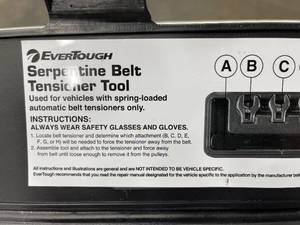 EVERTOUGH
Serpentine Belt
Tensioner Tool
Used for vehicles with spring-loaded
automatic belt tensioners only.
A B C
INSTRUCTIONS:
ALWAYS WEAR SAFETY GLASSES AND GLOVES.
1. Locate belt tensioner and determine which attachment (B, C, D, E,
F, G, or H) will be needed to force the tensioner away from the belt.
2. Assemble tool and attach to the tensioner and force away
from belt until loose enough to remove it from the pulleys.
All instructions and illustrations are general and are NOT INTENDED TO BE VEHICLE SPECIFIC.
EverTough recommends that you read the repair manual designated for the vehicle specific to the application by the manufacturer bef